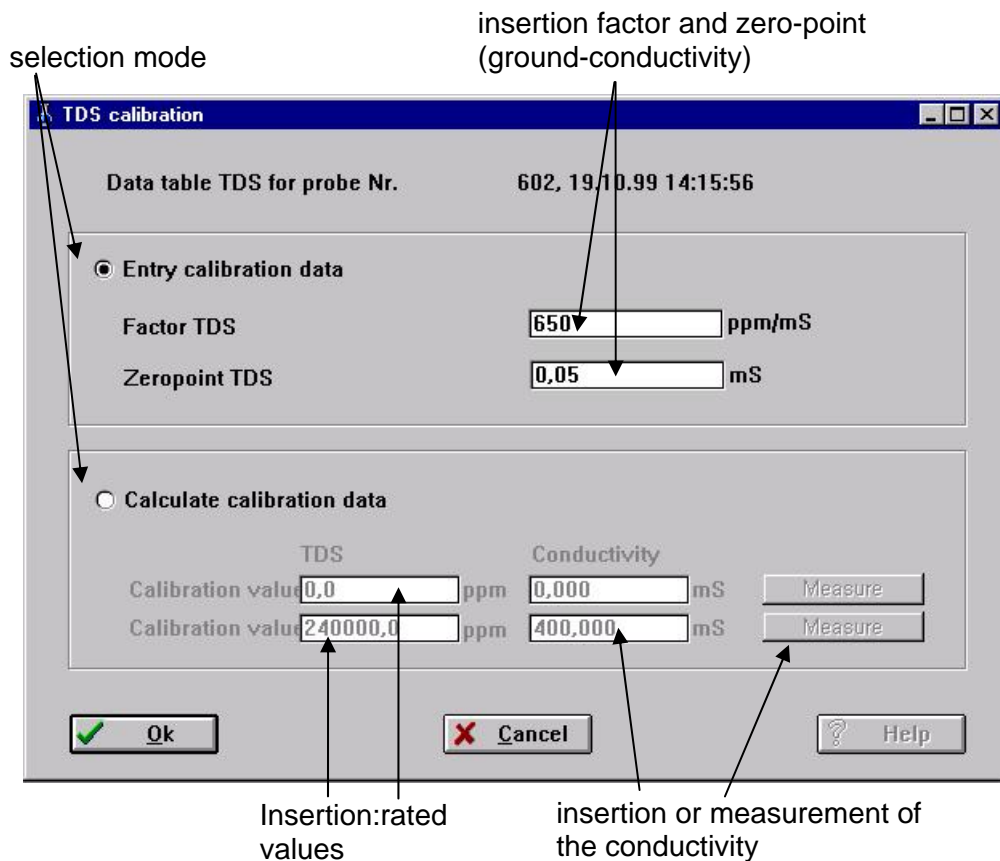 insertion factor and zero-point
(ground-conductivity)
selection mode
TDS calibration
Data table TDS for probe Nr. 602, 19.10.99 14:15:56
Entry calibration data
Factor TDS 650 ppm/mS
Zeropoint TDS 0,05 mS
Calculate calibration data
TDS Conductivity
Calibration value 0,0 ppm 0,000 mS Measure
Calibration value 240000,0 ppm 400,000 mS Measure
Ok Cancel Help
Insertion:rated
values
insertion or measurement of
the conductivity